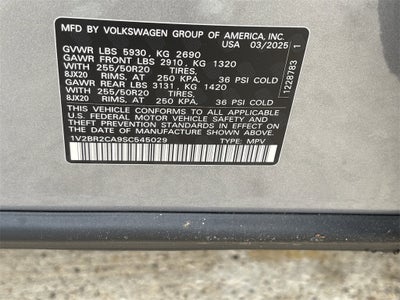 MFD BY VOLKSWAGEN GROUP OF AMERICA, INC.
USA 03/2025
GVWR LBS 5930, KG 2690
GAWR FRONT LBS 2910, KG 1320
WITH 255/50R20 TIRES,
8JX20 RIMS, AT 250 KPA, 36 PSI COLD
GAWR REAR LBS 3131, KG 1420
WITH 255/50R20 TIRES,
8JX20 RIMS, AT 250 KPA, 36 PSI COLD
THIS VEHICLE CONFORMS TO ALL APPLICABLE
U.S. FEDERAL MOTOR VEHICLE SAFETY AND THEFT
PREVENTION STANDARDS IN EFFECT ON THE
DATE OF MANUFACTURE SHOWN ABOVE.
1V2BR2CA9SC545029 TYPE: MPV
1228783 1